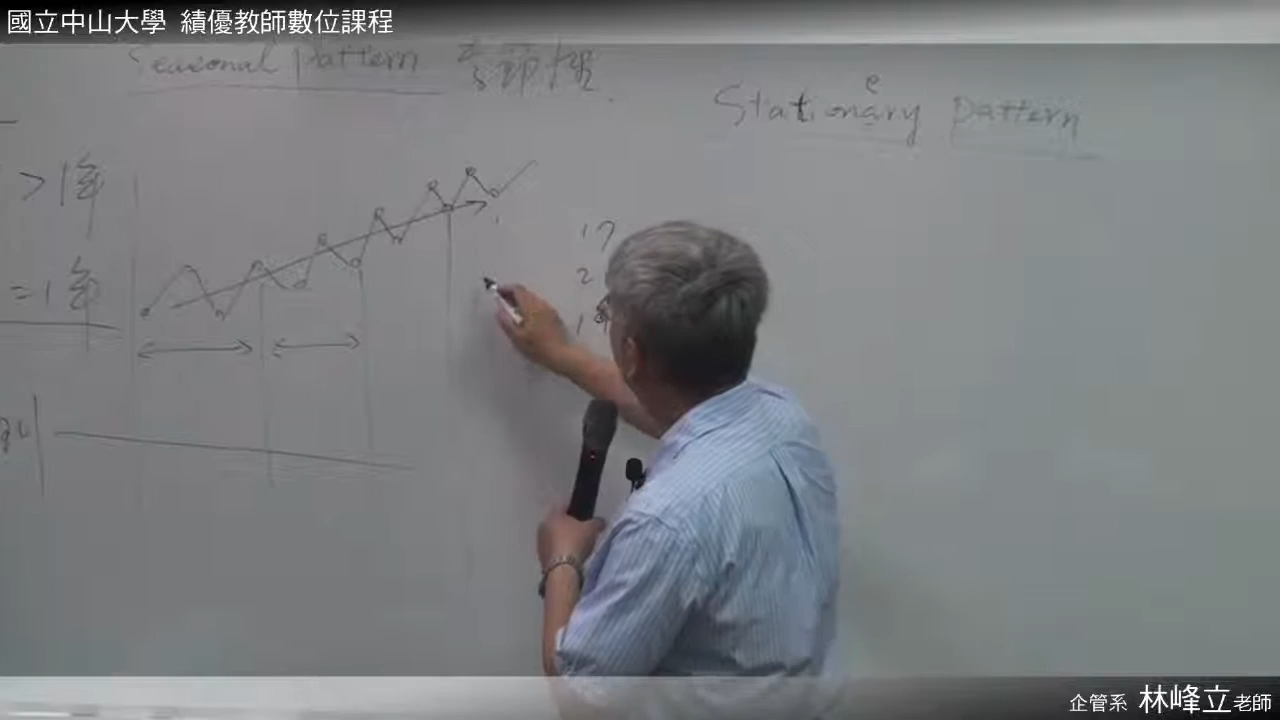 國立中山大學 績優教師數位課程
Seasonal pattern 季節性
e
Stationary pattern
> 1年
= 1年
17
2
企管系 林峰立老師